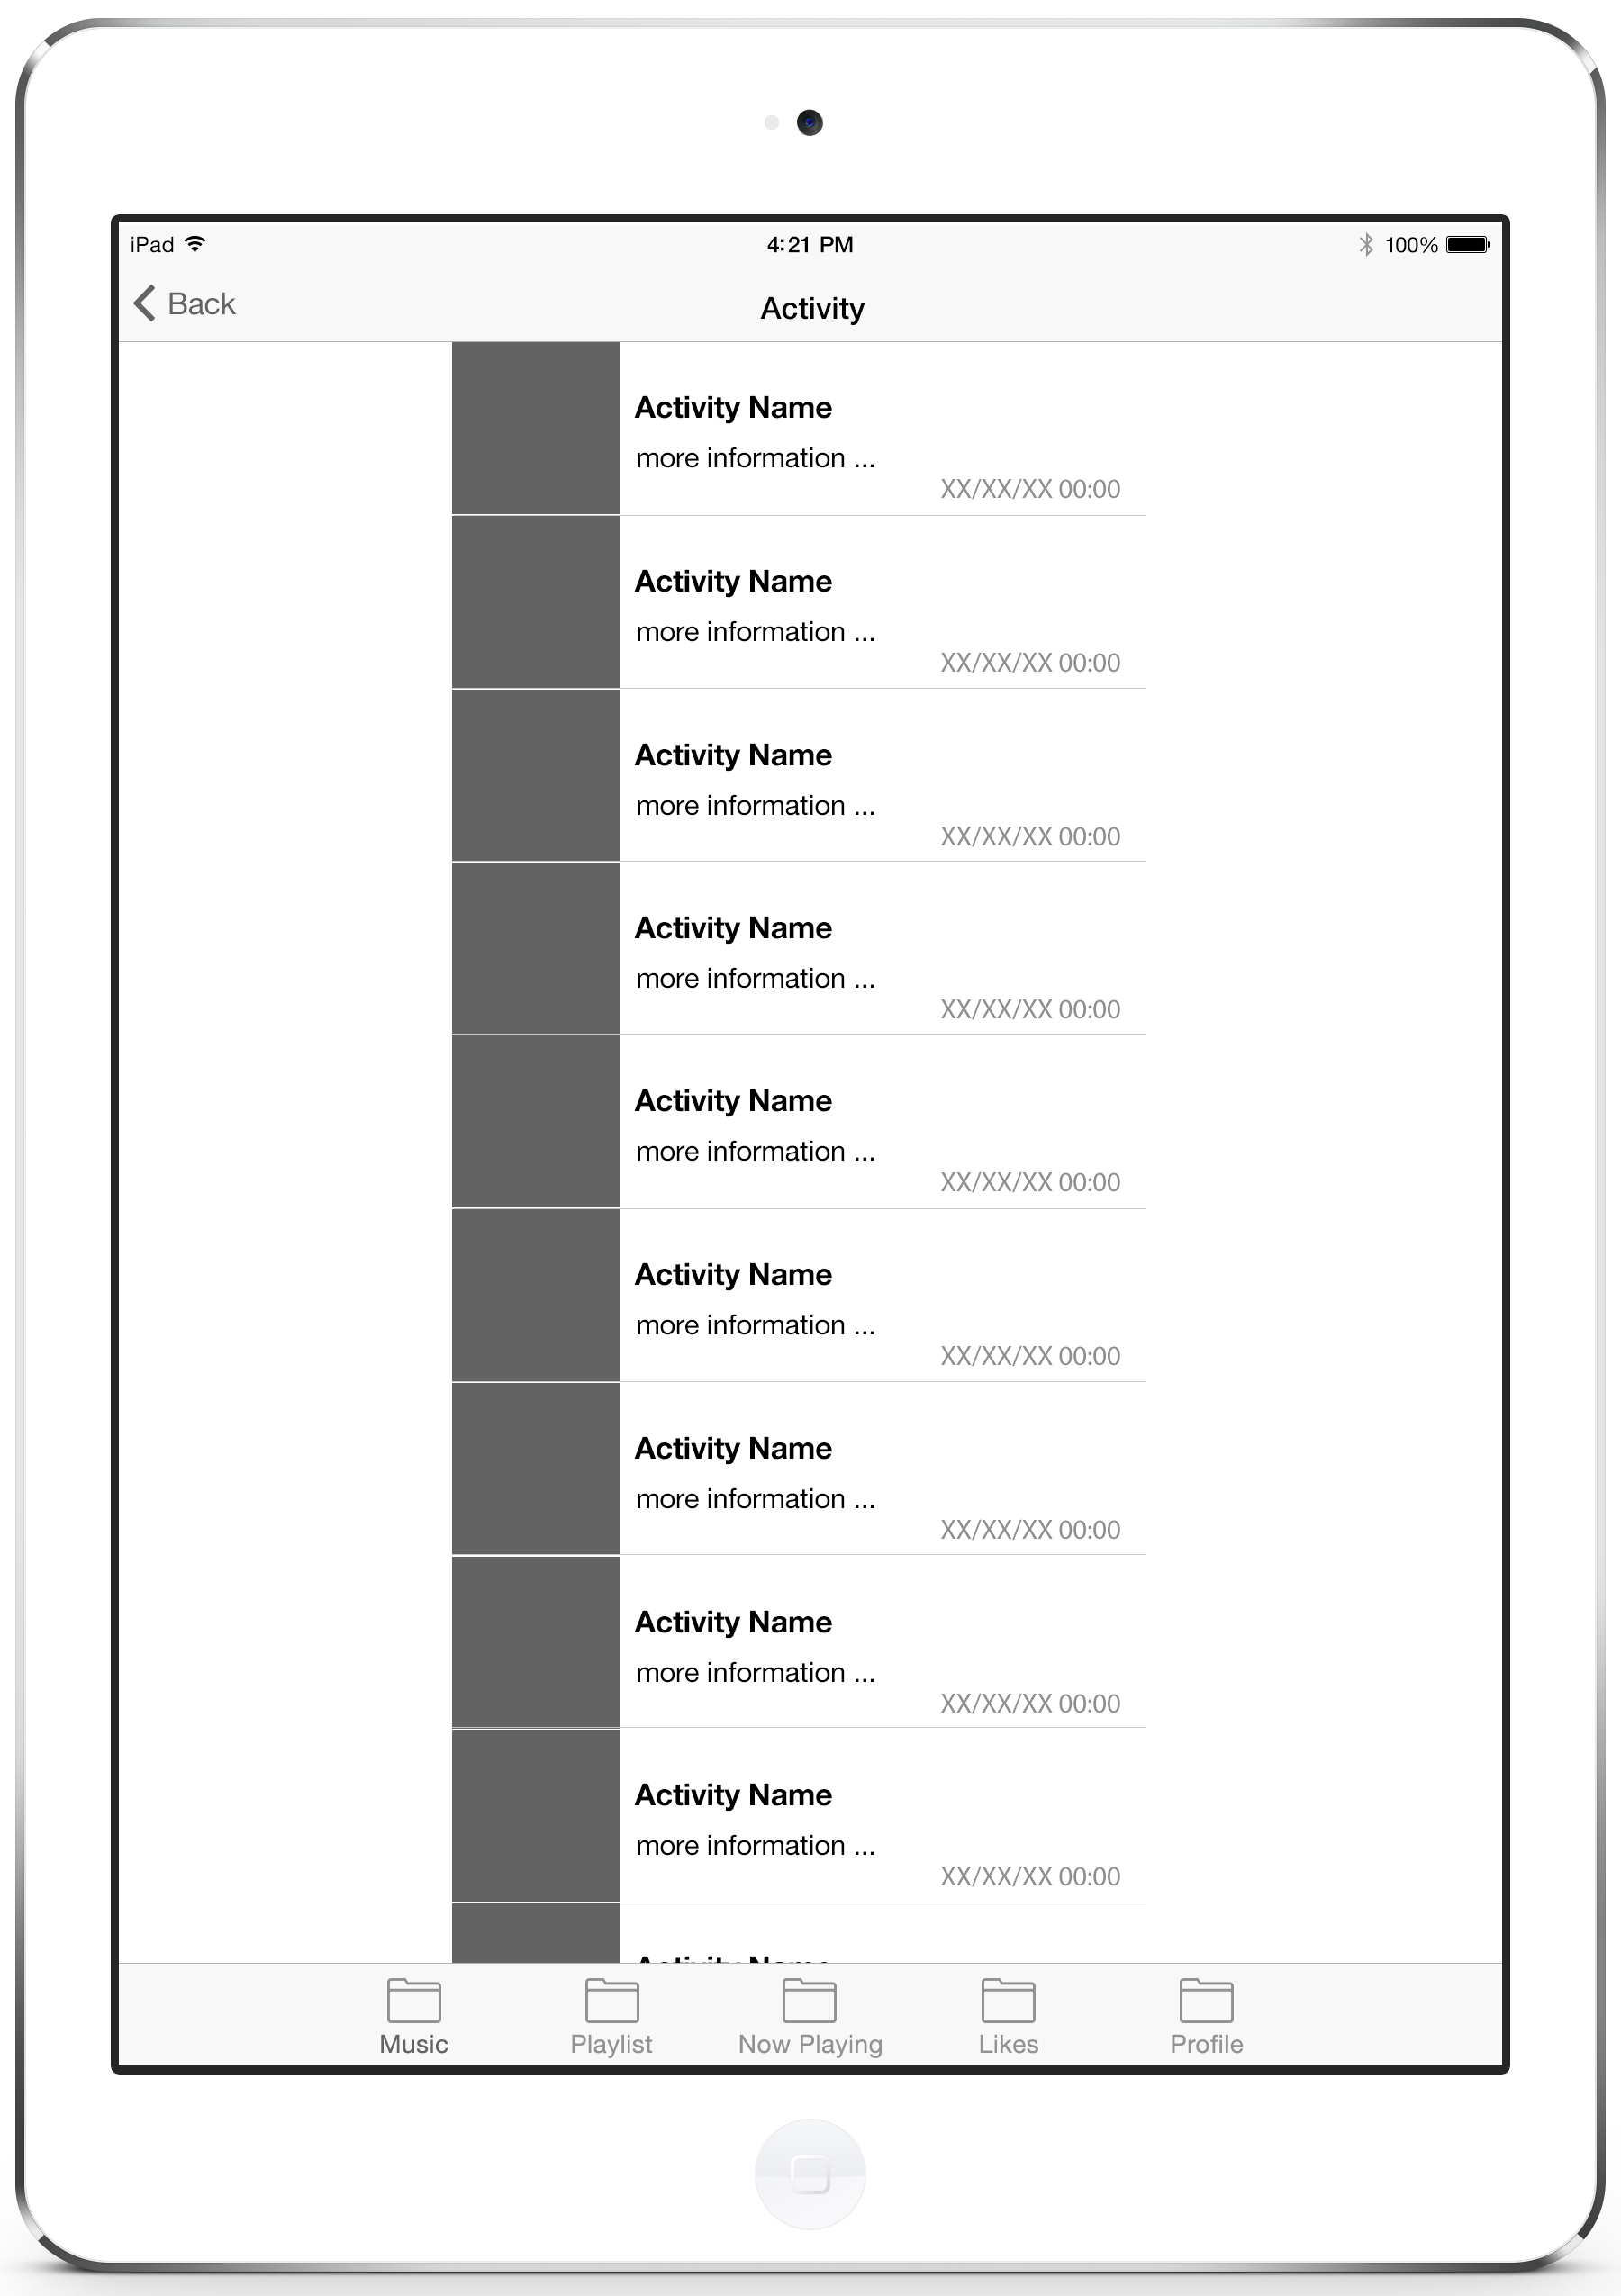 iPad 4:21 PM 100%
Back Activity
Activity Name
more information ...
XX/XX/XX 00:00
Activity Name
more information ...
XX/XX/XX 00:00
Activity Name
more information ...
XX/XX/XX 00:00
Activity Name
more information ...
XX/XX/XX 00:00
Activity Name
more information ...
XX/XX/XX 00:00
Activity Name
more information ...
XX/XX/XX 00:00
Activity Name
more information ...
XX/XX/XX 00:00
Activity Name
more information ...
XX/XX/XX 00:00
Activity Name
more information ...
XX/XX/XX 00:00
Activity Name
Music Playlist Now Playing Likes Profile